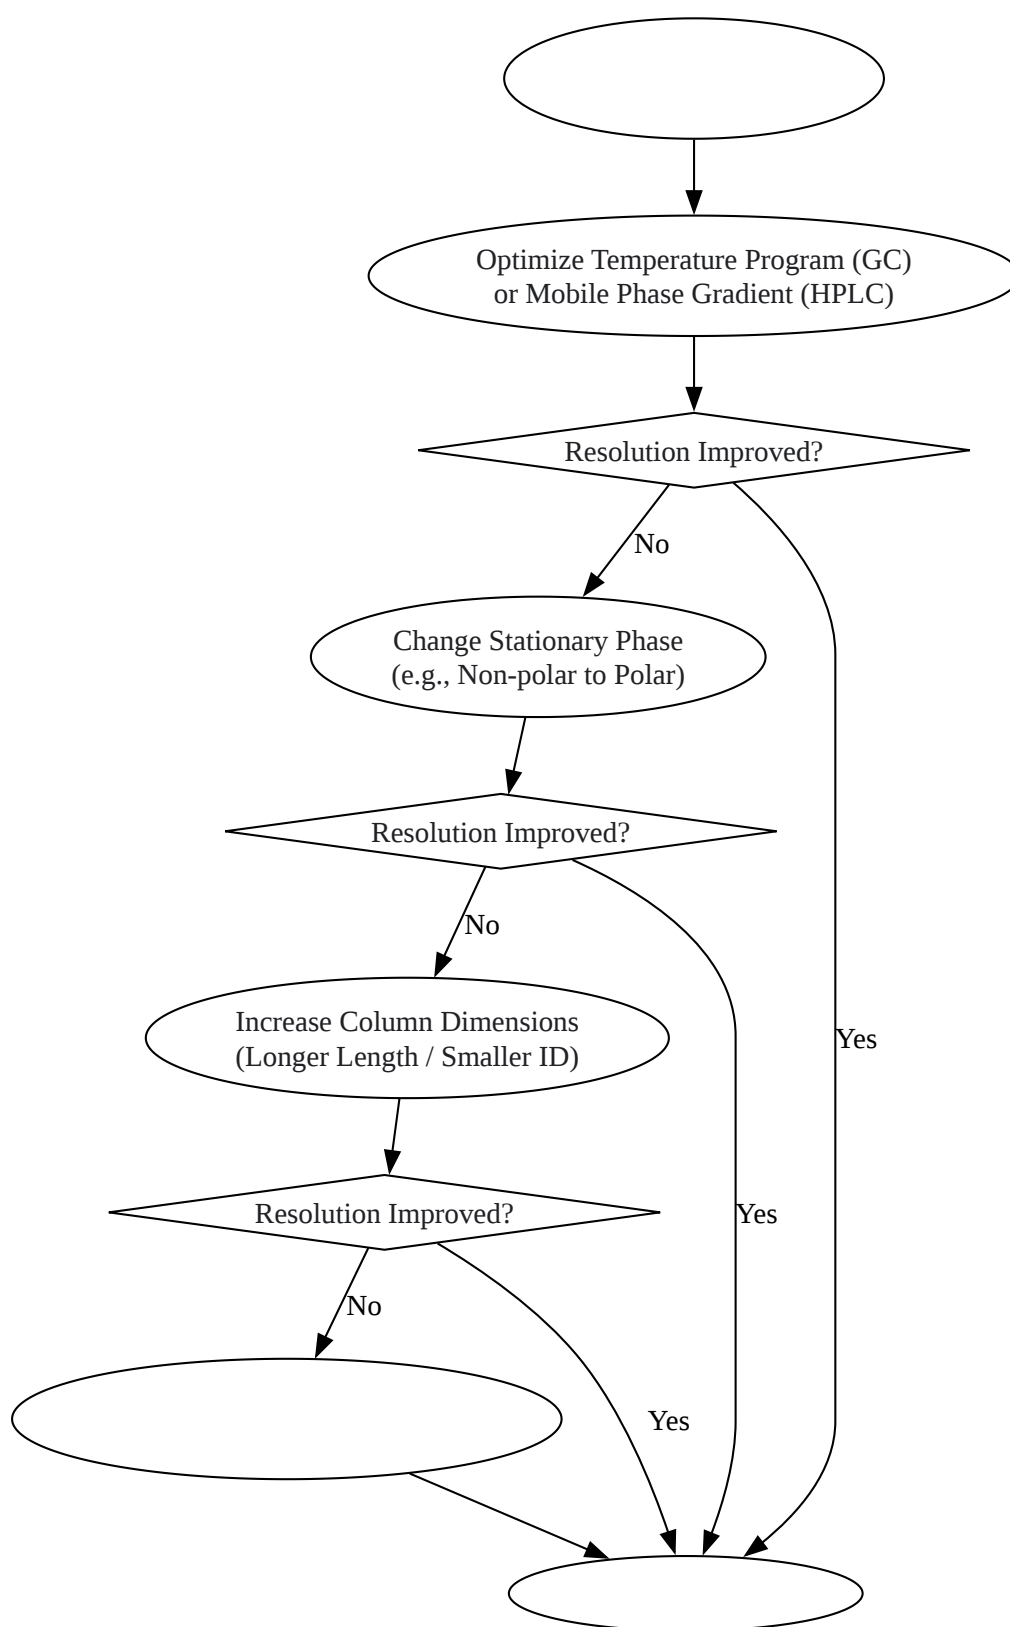 Optimize Temperature Program (GC)
or Mobile Phase Gradient (HPLC)
Resolution Improved?
No
Change Stationary Phase
(e.g., Non-polar to Polar)
Resolution Improved?
No
Increase Column Dimensions
(Longer Length / Smaller ID)
Yes
Resolution Improved?
Yes
No
Yes